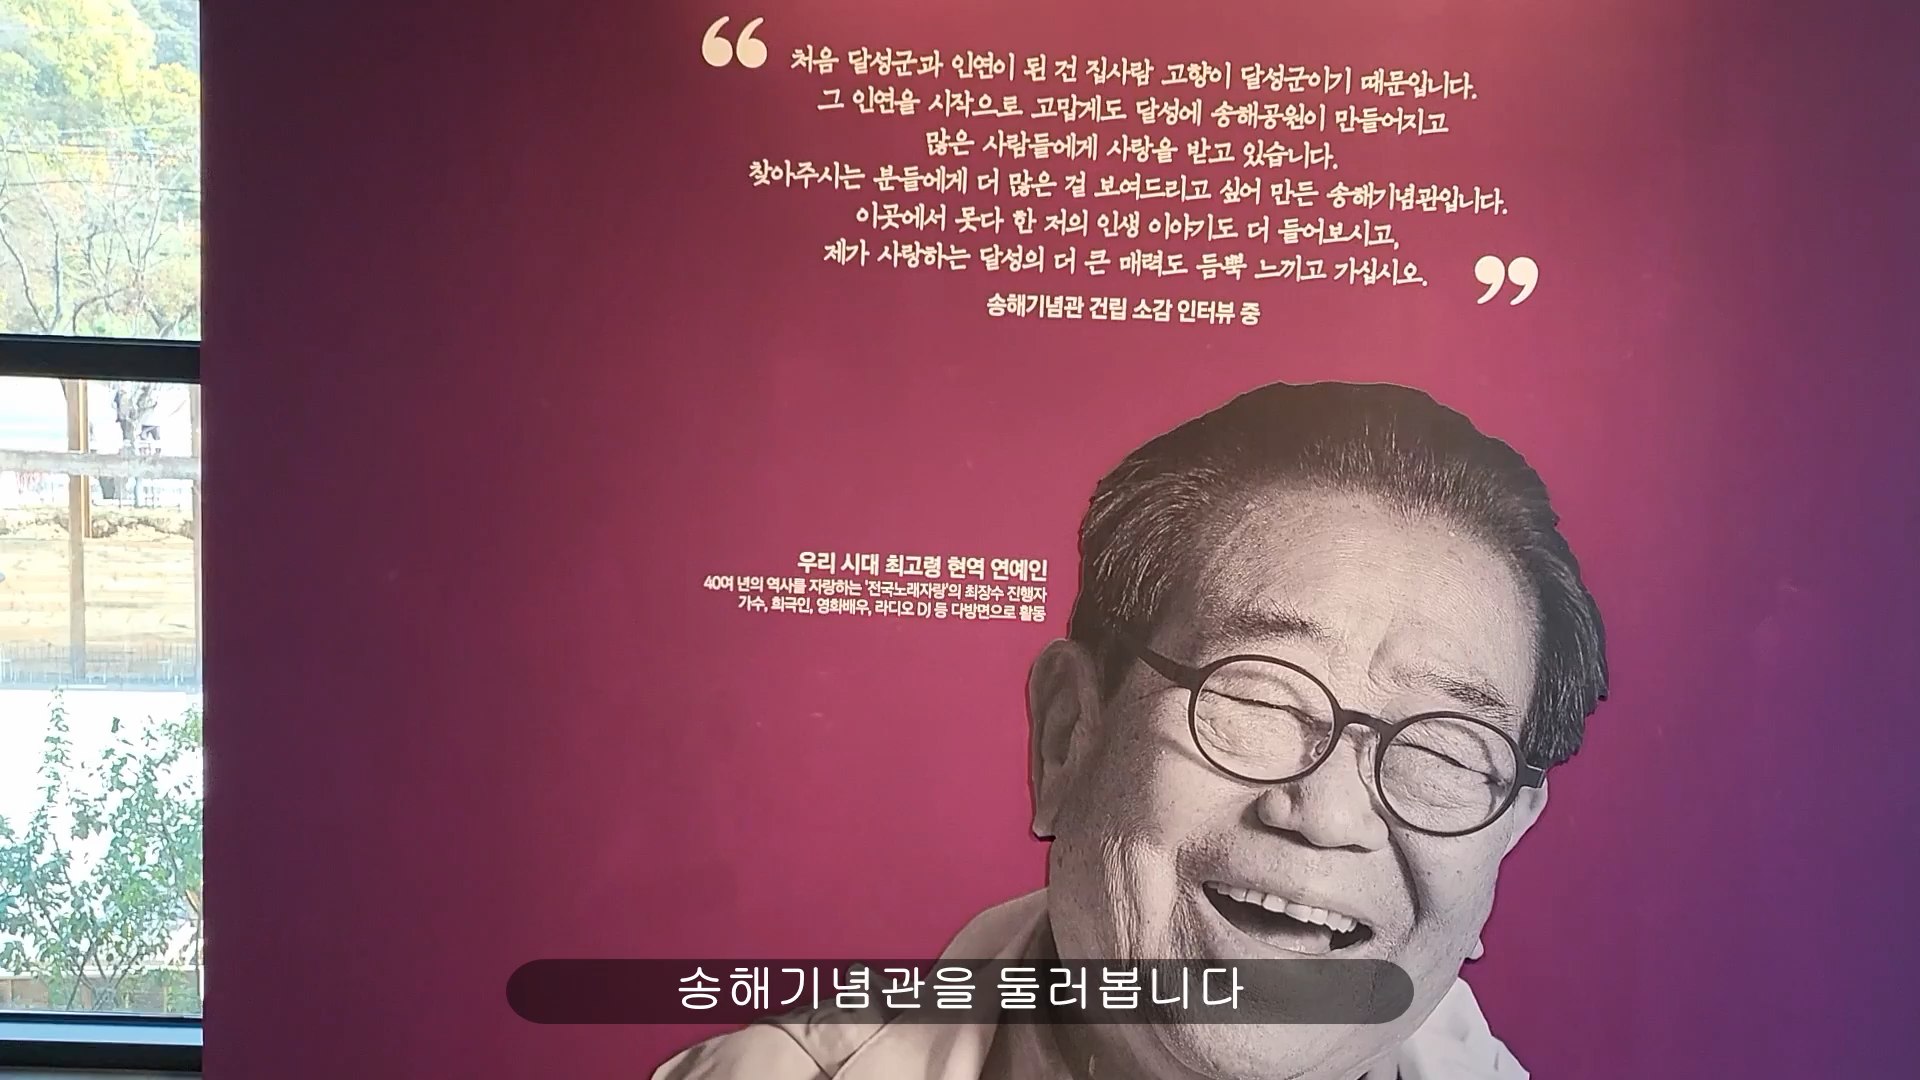 처음 달성군과 인연이 된 건 집사람 고향이 달성군이기 때문입니다.
그 인연을 시작으로 고맙게도 달성에 송해공원이 만들어지고
많은 사람들에게 사랑을 받고 있습니다.
찾아주시는 분들에게 더 많은 걸 보여드리고 싶어 만든 송해기념관입니다.
이곳에서 못다 한 저의 인생 이야기도 더 들어보시고,
제가 사랑하는 달성의 더 큰 매력도 듬뿍 느끼고 가십시오.
송해기념관 건립 소감 인터뷰 중
우리 시대 최고령 현역 연예인
40여 년의 역사를 자랑하는 '전국노래자랑'의 최장수 진행자
가수, 희극인, 영화배우, 라디오 DJ 등 다방면으로 활동
송해기념관을 둘러봅니다